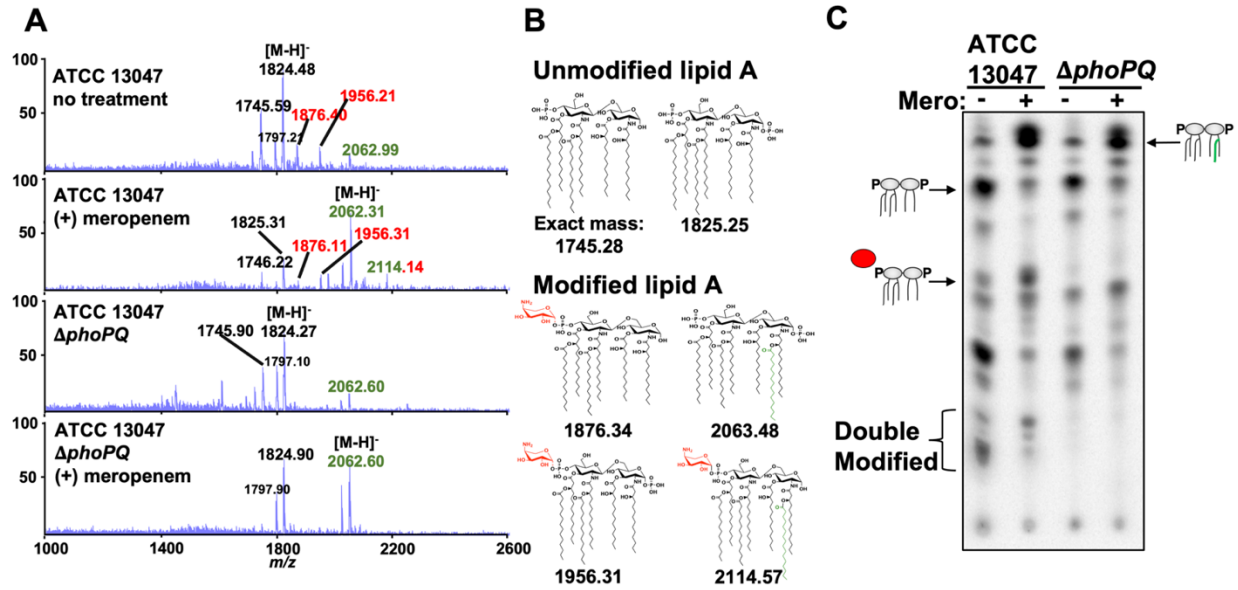 A
100
ATCC 13047
no treatment
50
[M-H]-
1824.48
1745.59
1797.21
1876.40
1956.21
2062.99
100
ATCC 13047
(+) meropenem
50
[M-H]-
2062.31
1825.31
1746.22
1876.11
1956.31
2114.14
100
ATCC 13047
ΔphoPQ
50
[M-H]-
1745.90 1824.27
1797.10
2062.60
100
ATCC 13047
ΔphoPQ
(+) meropenem
50
[M-H]-
1824.90 2062.60
1797.90
1000 1400 1800 2200 2600
m/z
B
Unmodified lipid A
Exact mass:
1745.28
1825.25
Modified lipid A
1876.34 2063.48
1956.31 2114.57
C
ATCC
13047 ΔphoPQ
Mero: - + - +
P P
P P
P P
Double
Modified